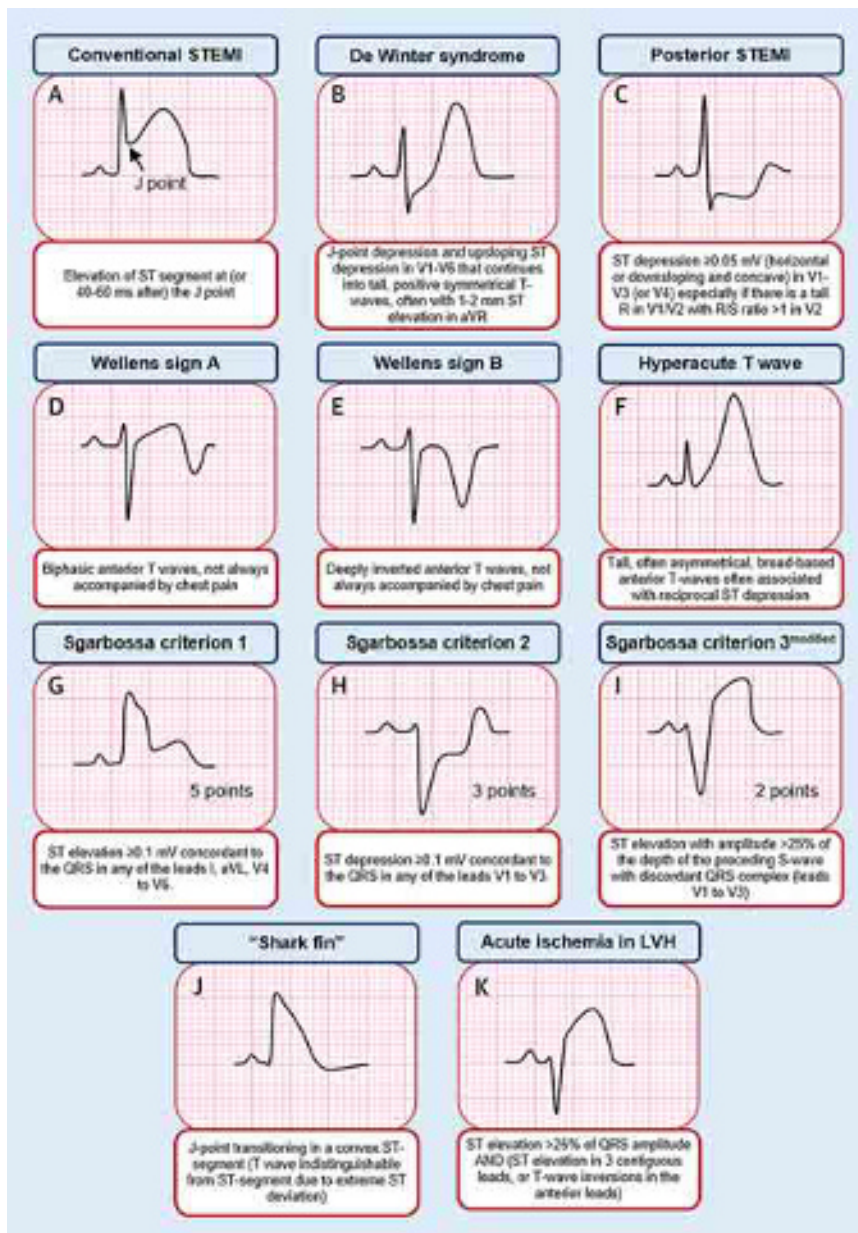 Conventional STEMI
A
J point
Elevation of ST segment at (or
40-60 ms after) the J point
De Winter syndrome
B
J-point depression and upsloping ST
depression in V1-V6 that continues
into tall, positive symmetrical T-
waves, often with 1-2 mm ST
elevation in aVR
Posterior STEMI
C
ST depression ≥0.05 mV (horizontal
or downsloping and concave) in V1-
V3 (or V4) especially if there is a tall
R in V1/V2 with R/S ratio >1 in V2
Wellens sign A
D
Biphasic anterior T waves, not always
accompanied by chest pain
Wellens sign B
E
Deeply inverted anterior T waves, not
always accompanied by chest pain
Hyperacute T wave
F
Tall, often asymmetrical, broad-based
anterior T-waves often associated
with reciprocal ST depression
Sgarbossa criterion 1
G
5 points
ST elevation ≥0.1 mV concordant to
the QRS in any of the leads I, aVL, V4
to V6.
Sgarbossa criterion 2
H
3 points
ST depression ≥0.1 mV concordant to
the QRS in any of the leads V1 to V3
Sgarbossa criterion 3modified
I
2 points
ST elevation with amplitude >25% of
the depth of the preceding S-wave
with discordant QRS complex (leads
V1 to V3)
"Shark fin"
J
J-point transitioning in a convex ST-
segment (T wave indistinguishable
from ST-segment due to extreme ST
deviation)
Acute ischemia in LVH
K
ST elevation >25% of QRS amplitude
AND (ST elevation in 3 contiguous
leads, or T-wave inversions in the
anterior leads)